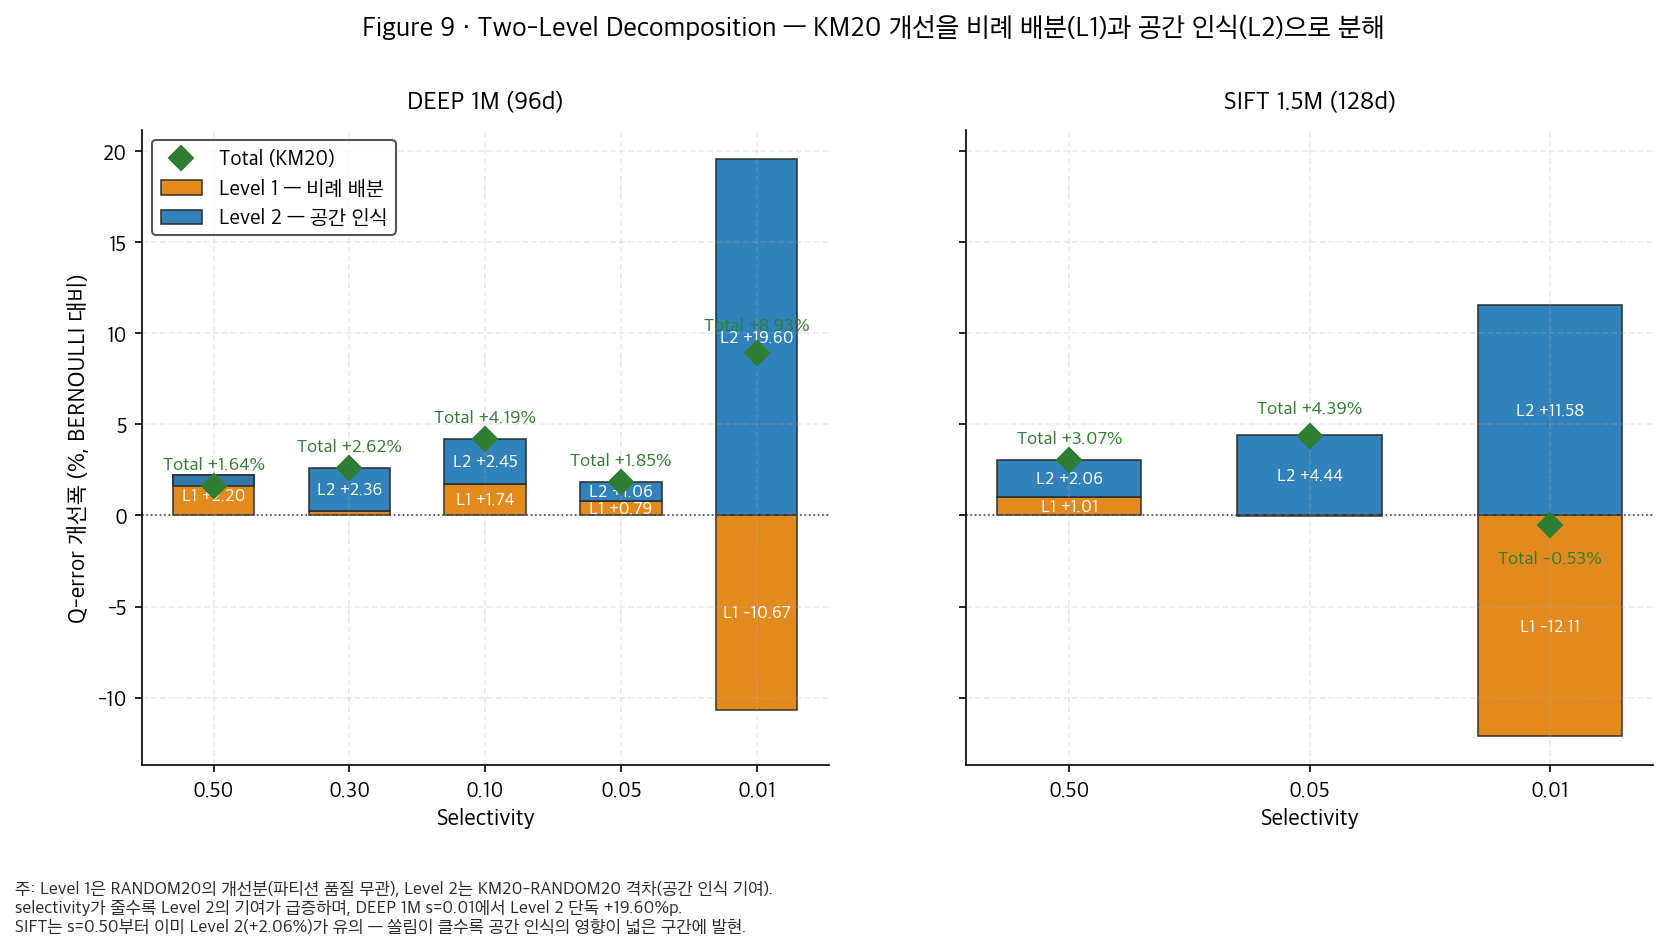 Figure 9 · Two-Level Decomposition — KM20 개선을 비례 배분(L1)과 공간 인식(L2)으로 분해
DEEP 1M (96d)
SIFT 1.5M (128d)
Total (KM20)
Level 1 — 비례 배분
Level 2 — 공간 인식
Q-error 개선폭 (%, BERNOULLI 대비)
20
15
10
5
0
-5
-10
Total +1.64%
L1 +2.20
Total +2.62%
L2 +2.36
Total +4.19%
L2 +2.45
L1 +1.74
Total +1.85%
L2 +1.06
L1 +0.79
Total +8.93%
L2 +19.60
L1 -10.67
0.50 0.30 0.10 0.05 0.01
Selectivity
Total +3.07%
L2 +2.06
L1 +1.01
Total +4.39%
L2 +4.44
L2 +11.58
Total -0.53%
L1 -12.11
0.50 0.05 0.01
Selectivity
주: Level 1은 RANDOM20의 개선분(파티션 품질 무관), Level 2는 KM20-RANDOM20 격차(공간 인식 기여).
selectivity가 줄수록 Level 2의 기여가 급증하며, DEEP 1M s=0.01에서 Level 2 단독 +19.60%p.
SIFT는 s=0.50부터 이미 Level 2(+2.06%)가 유의 — 쏠림이 클수록 공간 인식의 영향이 넓은 구간에 발현.